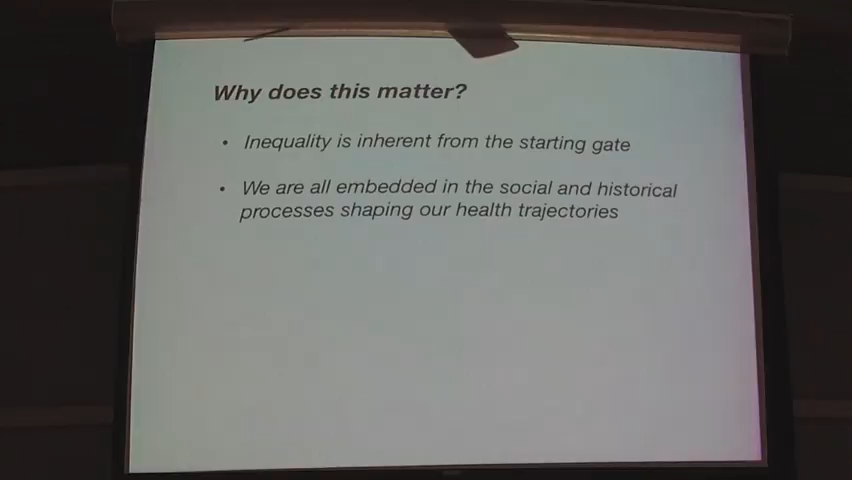 Why does this matter?
• Inequality is inherent from the starting gate
• We are all embedded in the social and historical
processes shaping our health trajectories